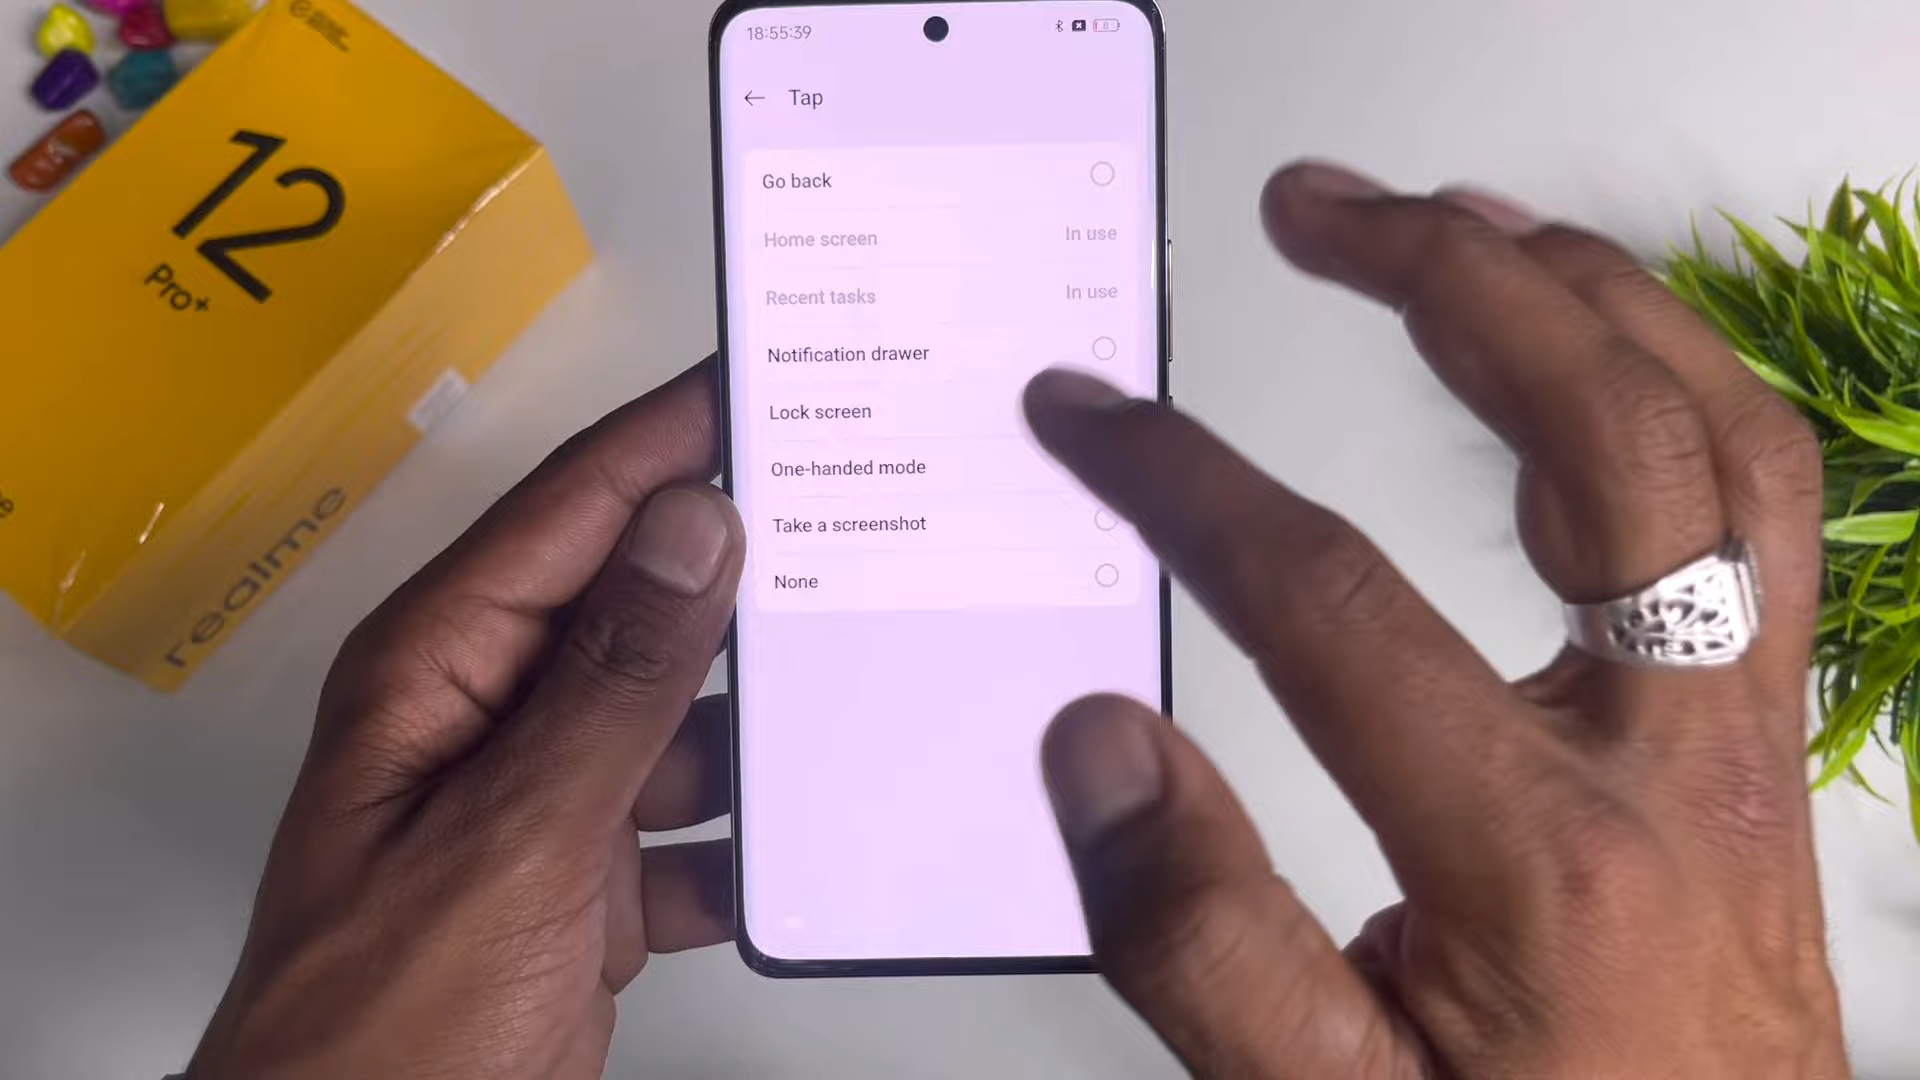 18:55:39
Tap
Go back
Home screen In use
Recent tasks In use
Notification drawer
Lock screen
One-handed mode
Take a screenshot
None
12
Pro+
realme